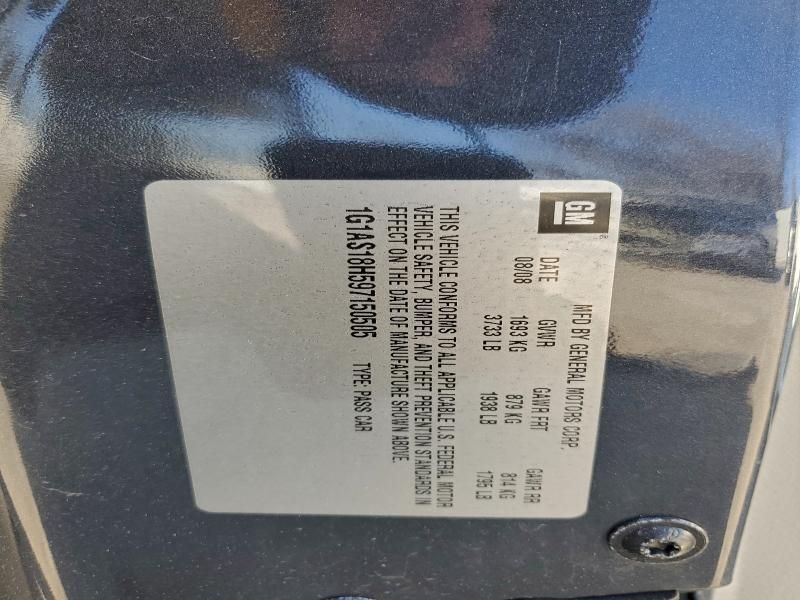 GM
MFD BY GENERAL MOTORS CORP.
DATE GVWR GAWR FRT GAWR RR
08/08 1693 KG 879 KG 814 KG
3733 LB 1938 LB 1795 LB
THIS VEHICLE CONFORMS TO ALL APPLICABLE U.S. FEDERAL MOTOR
VEHICLE SAFETY, BUMPER, AND THEFT PREVENTION STANDARDS IN
EFFECT ON THE DATE OF MANUFACTURE SHOWN ABOVE.
1G1AS18H597150505 TYPE: PASS CAR